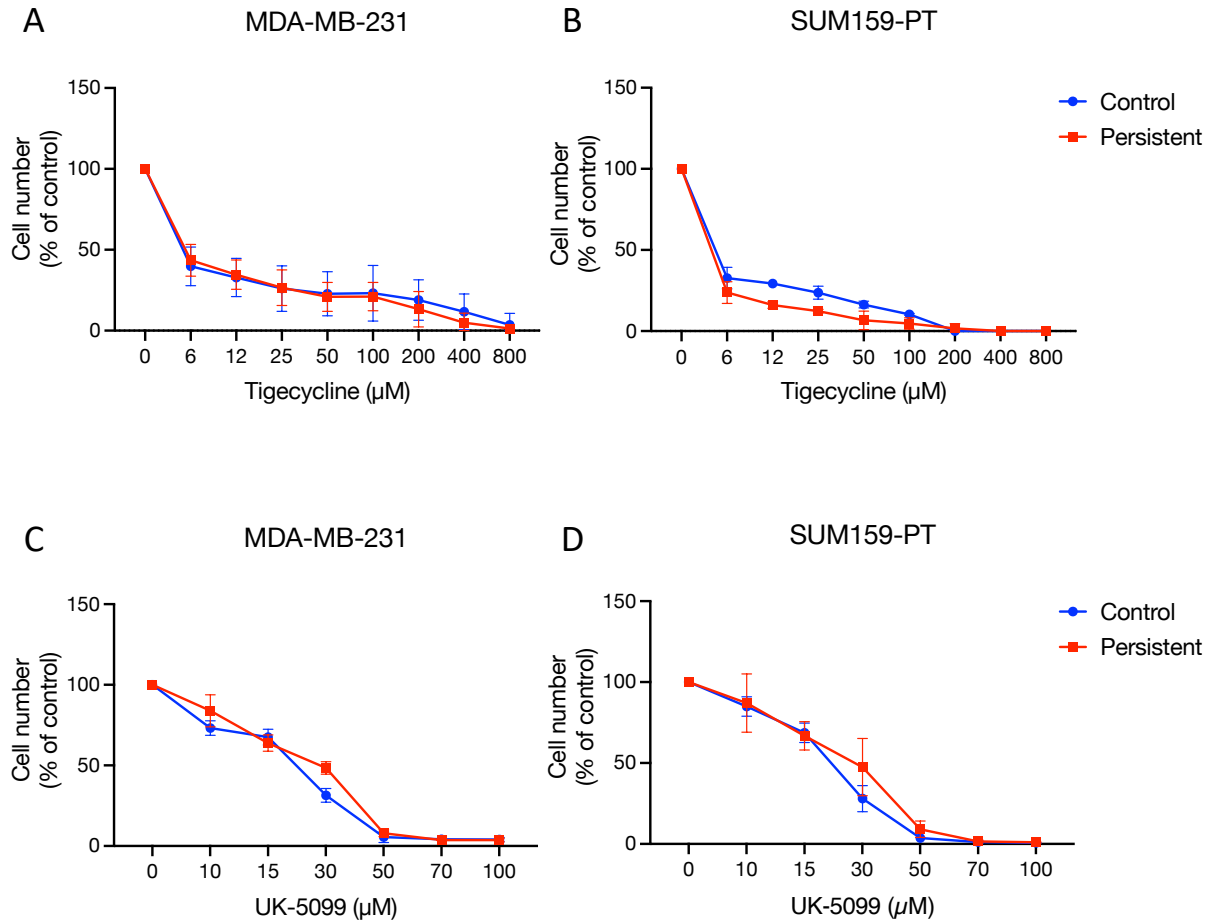 A
MDA-MB-231
B
SUM159-PT
150
100
50
0
Cell number
(% of control)
0 6 12 25 50 100 200 400 800
Tigecycline (µM)
150
100
50
0
Cell number
(% of control)
0 6 12 25 50 100 200 400 800
Tigecycline (µM)
Control
Persistent
C
MDA-MB-231
D
SUM159-PT
150
100
50
0
Cell number
(% of control)
0 10 15 30 50 70 100
UK-5099 (µM)
150
100
50
0
Cell number
(% of control)
0 10 15 30 50 70 100
UK-5099 (µM)
Control
Persistent